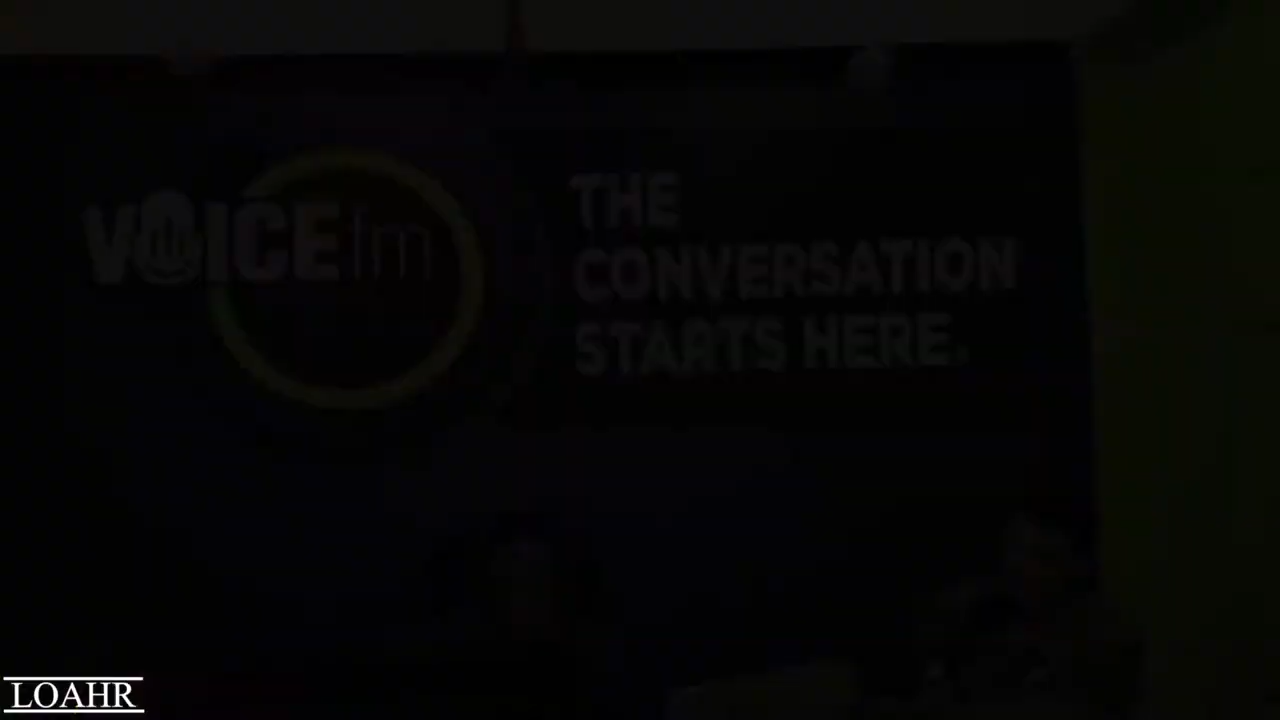 VOICEfm
THE
CONVERSATION
STARTS HERE.
LOAHR